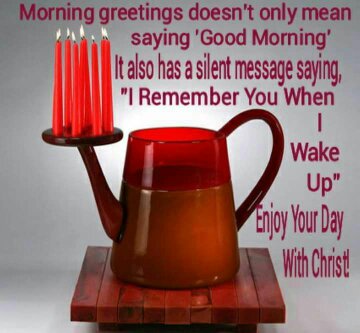 Morning greetings doesn't only mean
saying 'Good Morning'
It also has a silent message saying,
"I Remember You When
I
Wake
Up"
Enjoy Your Day
With Christ!